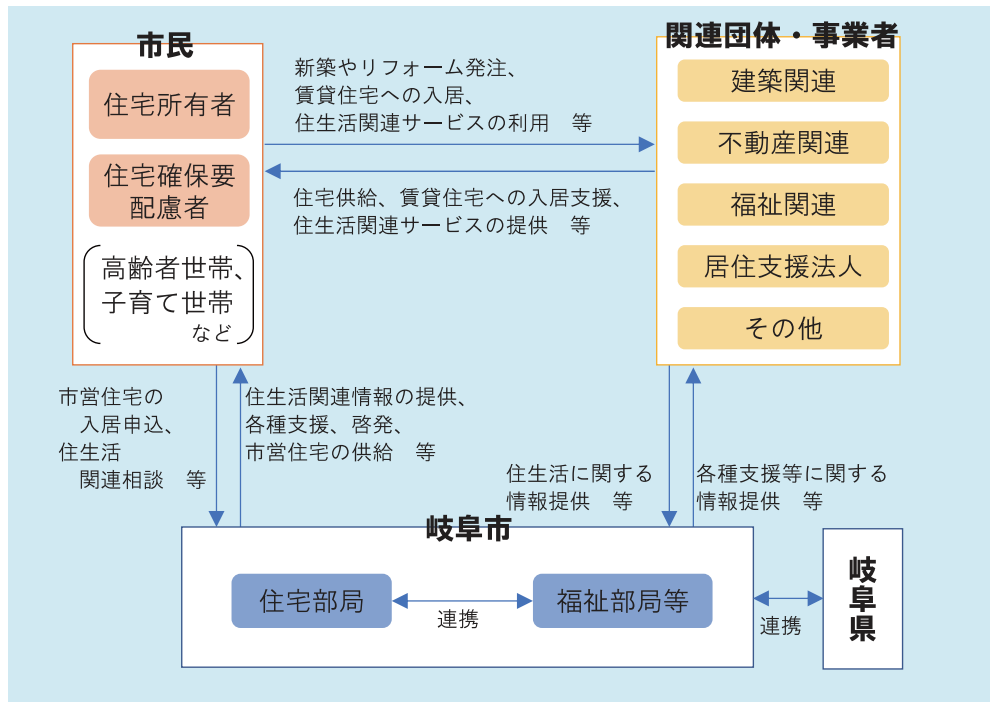 市民
住宅所有者
住宅確保要
配慮者
高齢者世帯、
子育て世帯
など
新築やリフォーム発注、
賃貸住宅への入居、
住生活関連サービスの利用　等
住宅供給、賃貸住宅への入居支援、
住生活関連サービスの提供　等
関連団体・事業者
建築関連
不動産関連
福祉関連
居住支援法人
その他
市営住宅の
入居申込、
住生活
関連相談　等
住生活関連情報の提供、
各種支援、啓発、
市営住宅の供給　等
住生活に関する
情報提供　等
各種支援等に関する
情報提供　等
岐阜市
住宅部局
連携
福祉部局等
連携
岐阜県